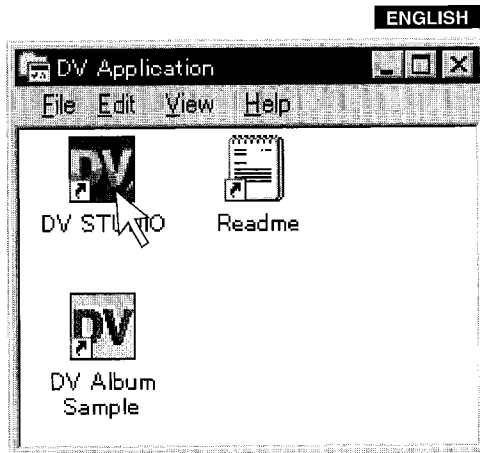 ENGLISH
DV Application
File Edit View Help
DV
DV STUDIO Readme
DV
DV Album
Sample